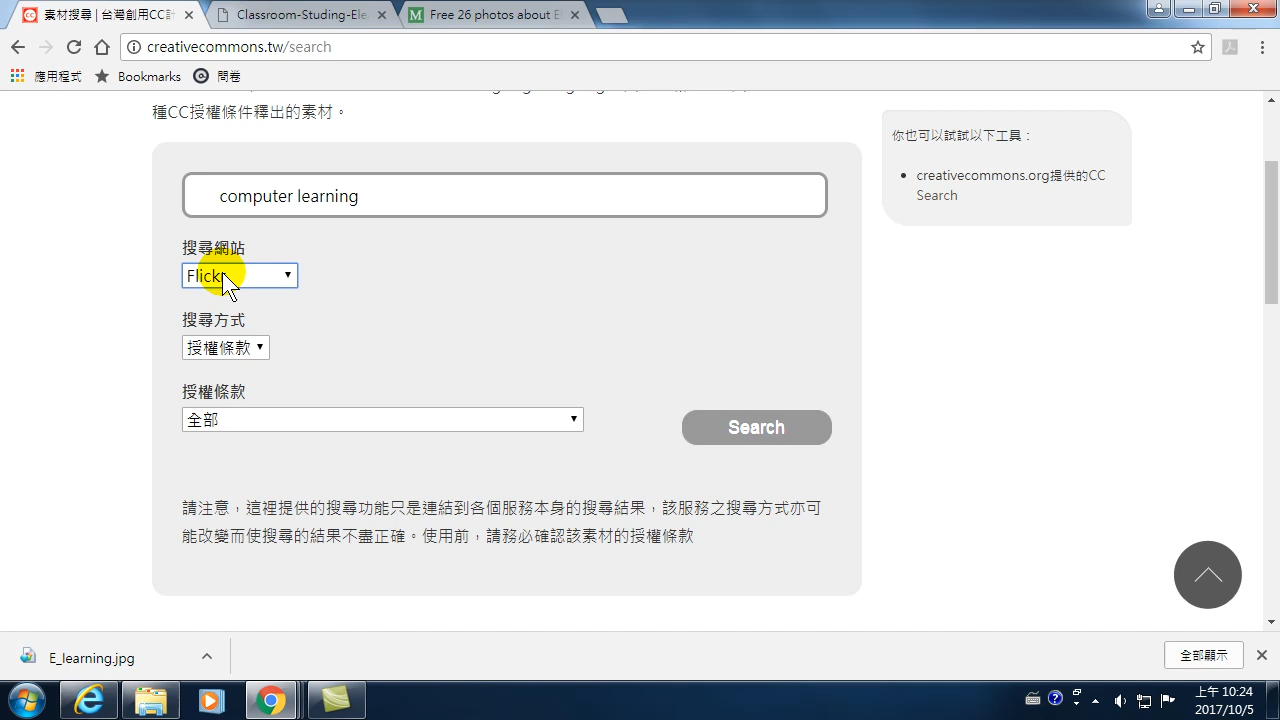 素材搜尋 | 台灣創用CC計
Classroom-Studing-Ele
Free 26 photos about El
creativecommons.tw/search
應用程式
Bookmarks
問卷
種CC授權條件釋出的素材。
computer learning
搜尋網站
Flickr
搜尋方式
授權條款
授權條款
全部
Search
請注意，這裡提供的搜尋功能只是連結到各個服務本身的搜尋結果，該服務之搜尋方式亦可
能改變而使搜尋的結果不盡正確。使用前，請務必確認該素材的授權條款
你也可以試試以下工具：
creativecommons.org提供的CC
Search
E_learning.jpg
全部顯示
上午 10:24
2017/10/5